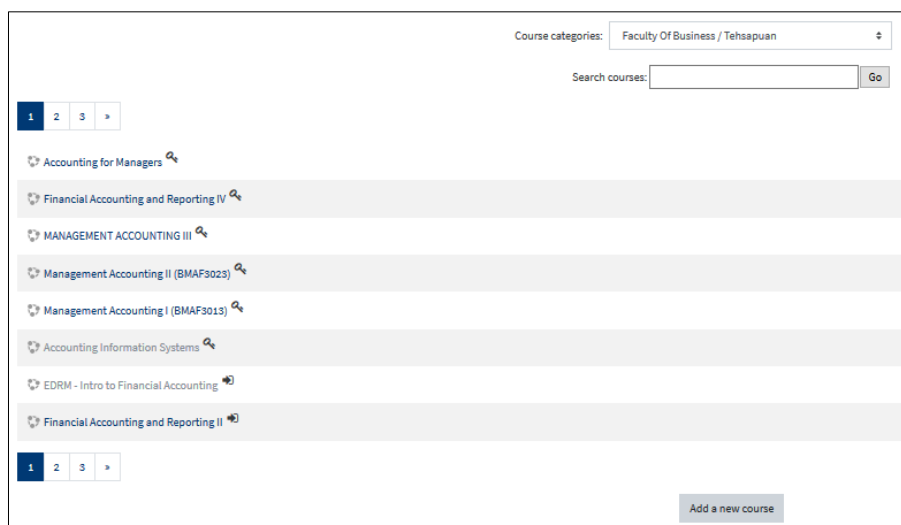 Course categories: Faculty Of Business / Tehsapuan
Search courses: Go
1 2 3 »
Accounting for Managers
Financial Accounting and Reporting IV
MANAGEMENT ACCOUNTING III
Management Accounting II (BMAF3023)
Management Accounting I (BMAF3013)
Accounting Information Systems
EDRM - Intro to Financial Accounting
Financial Accounting and Reporting II
1 2 3 »
Add a new course